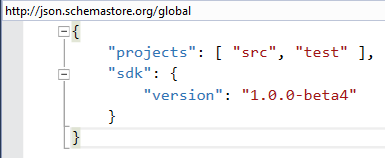 http://json.schemastore.org/global
{
"projects": [ "src", "test" ],
"sdk": {
"version": "1.0.0-beta4"
}
}